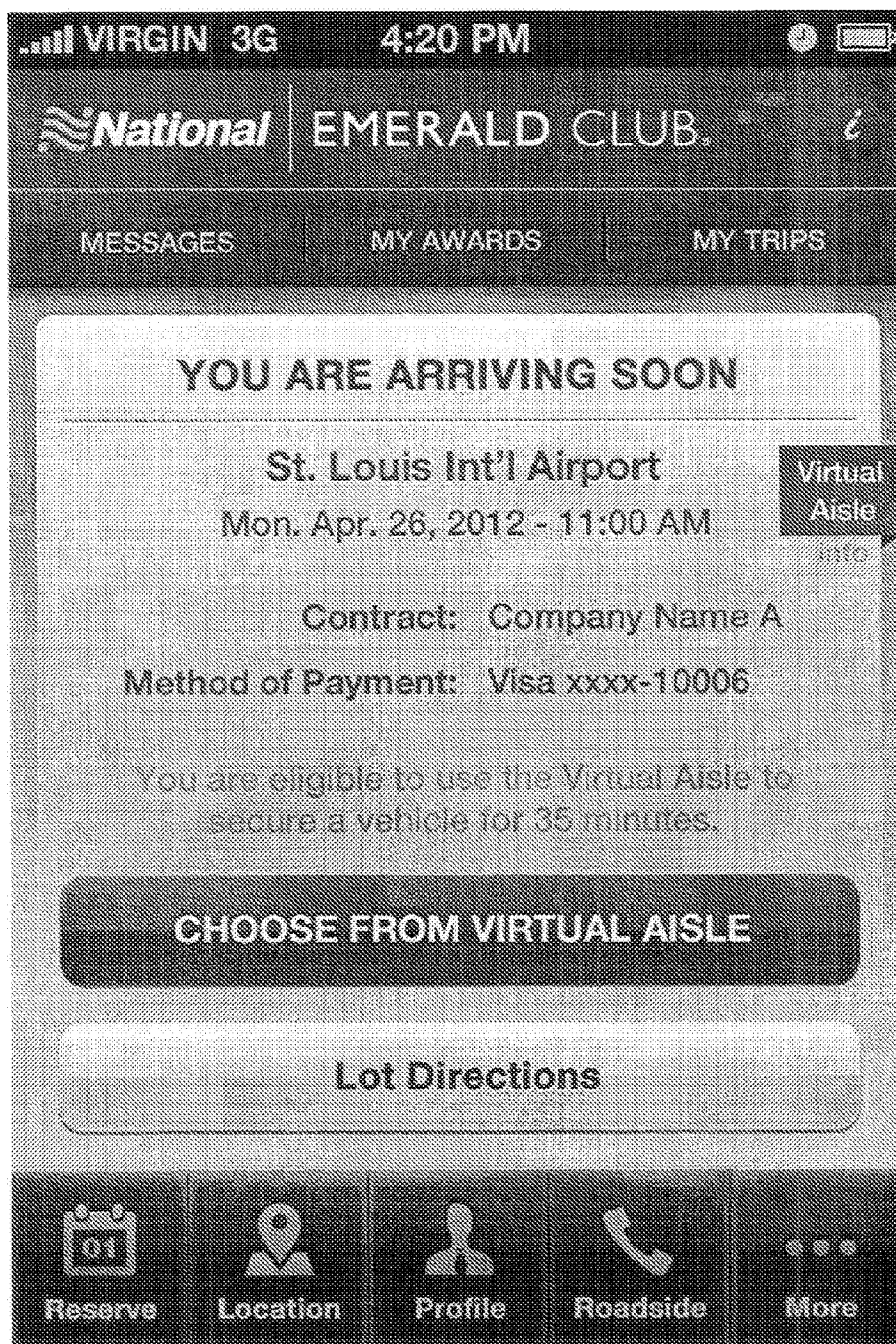 VIRGIN 3G 4:20 PM
National EMERALD CLUB.
i
MESSAGES MY AWARDS MY TRIPS
YOU ARE ARRIVING SOON
St. Louis Int'l Airport
Mon. Apr. 26, 2012 - 11:00 AM
Virtual
Aisle
info
Contract: Company Name A
Method of Payment: Visa xxxx-10006
You are eligible to use the Virtual Aisle to
secure a vehicle for 35 minutes.
CHOOSE FROM VIRTUAL AISLE
Lot Directions
01
Reserve Location Profile Roadside More